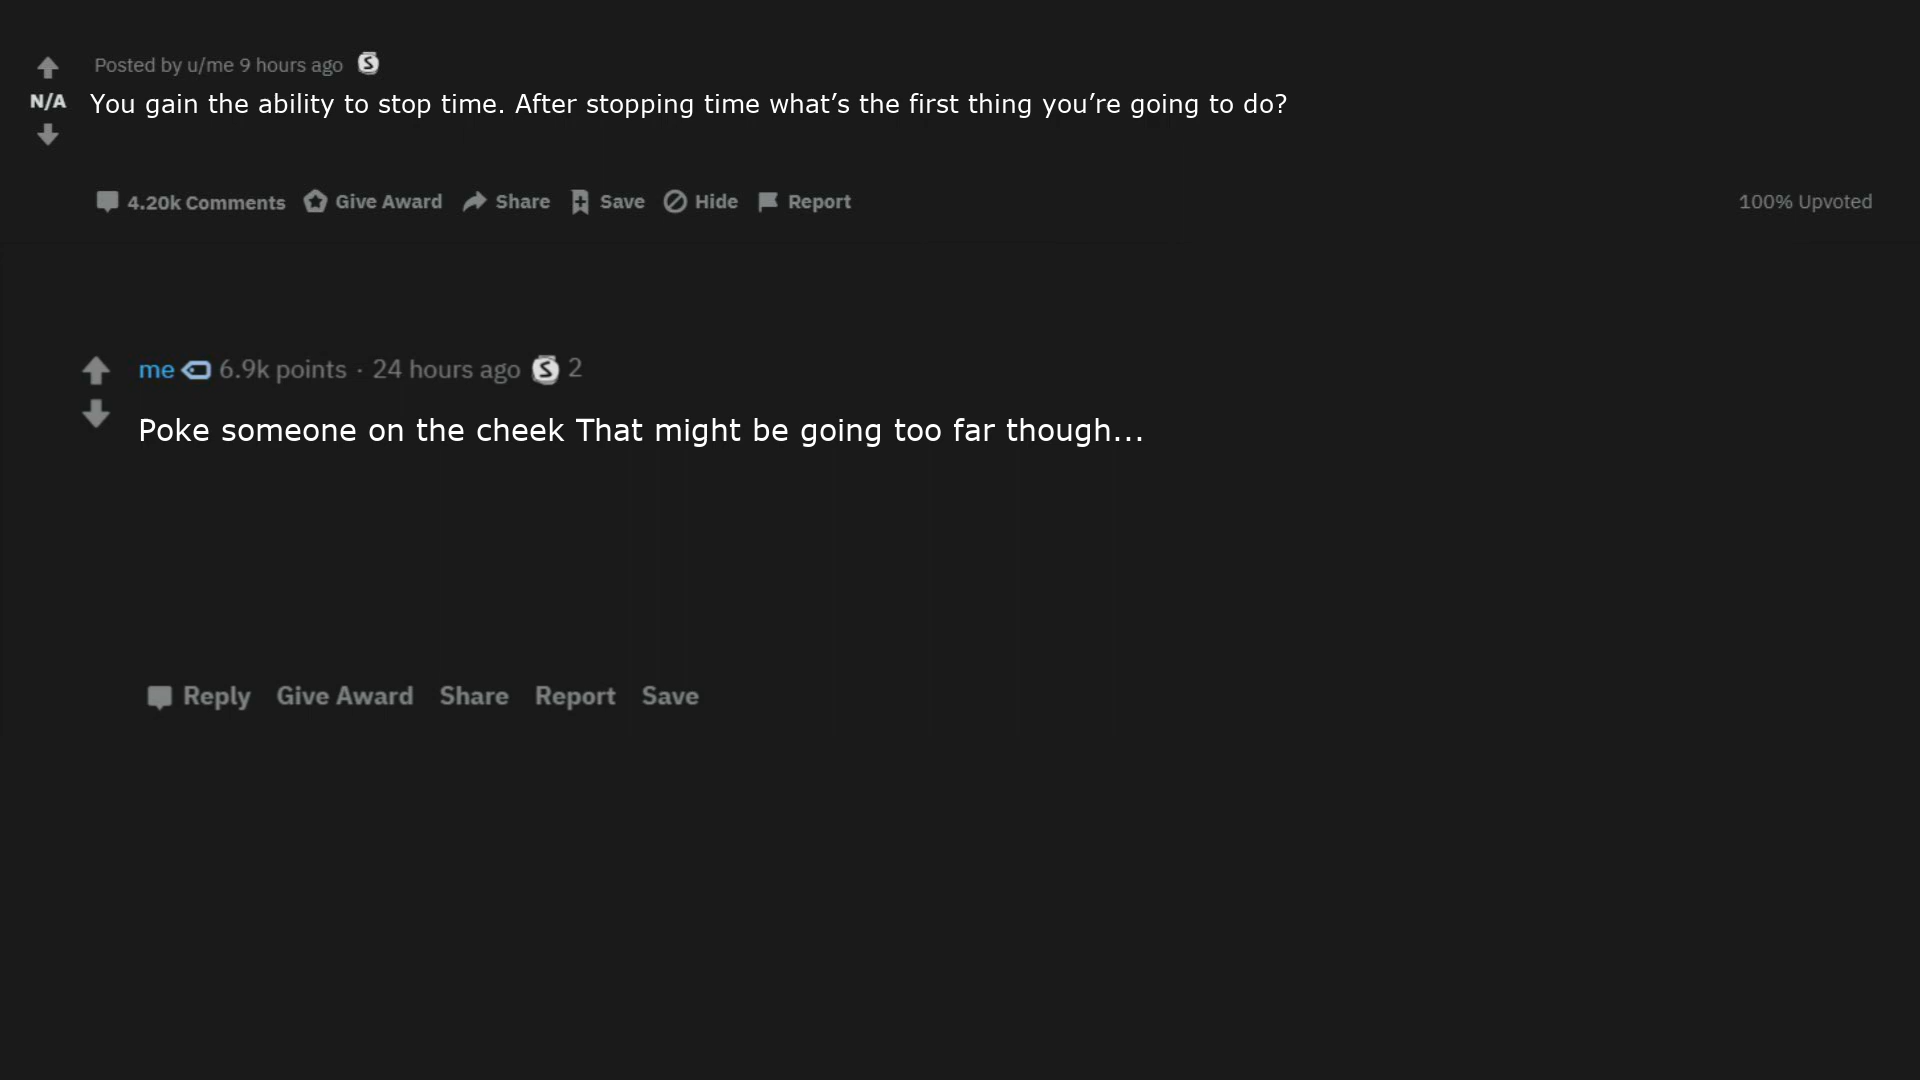 Posted by u/me 9 hours ago
N/A You gain the ability to stop time. After stopping time what’s the first thing you’re going to do?
4.20k Comments Give Award Share Save Hide Report 100% Upvoted
me 6.9k points · 24 hours ago S 2
Poke someone on the cheek That might be going too far though...
Reply Give Award Share Report Save